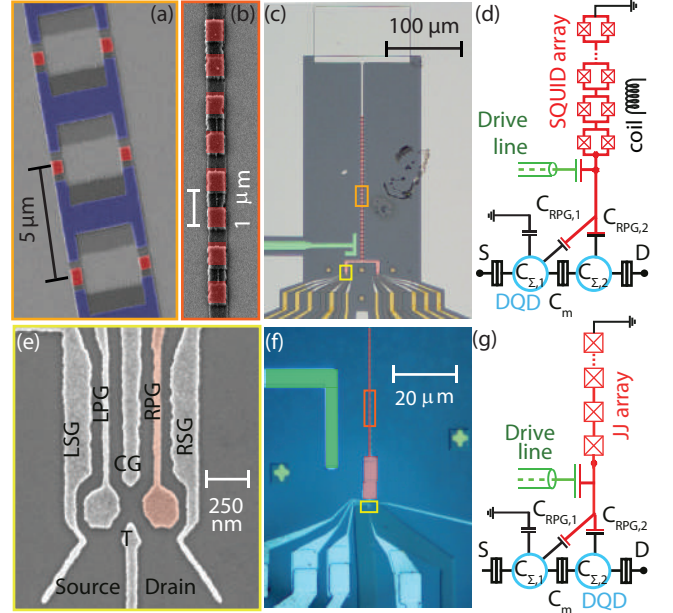 (a)
5 μm
(b)
1 μm
(c)
100 μm
(d)
SQUID array
coil
Drive
line
C_RPG,1
C_RPG,2
S
C_Σ,1
C_Σ,2
D
DQD
C_m
(e)
LSG
LPG
CG
RPG
RSG
T
250
nm
Source
Drain
(f)
20 μm
(g)
JJ array
Drive
line
C_RPG,1
C_RPG,2
S
C_Σ,1
C_Σ,2
D
C_m
DQD